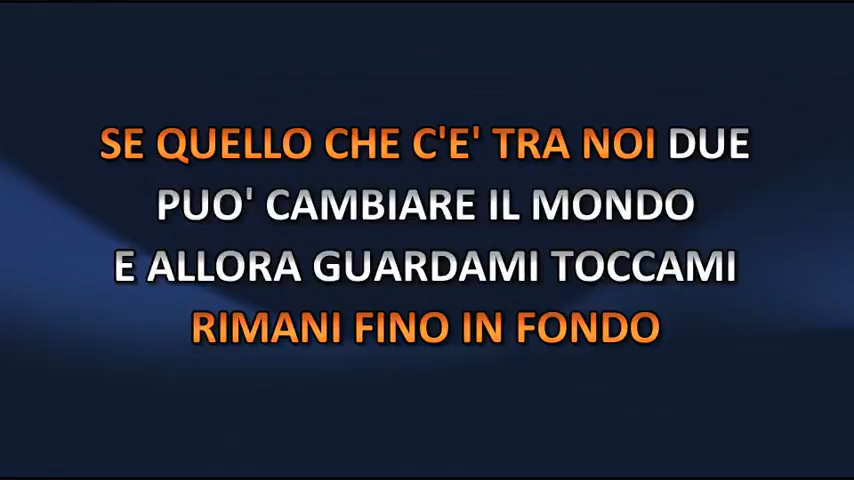 SE QUELLO CHE C'E' TRA NOI DUE
PUO' CAMBIARE IL MONDO
E ALLORA GUARDAMI TOCCAMI
RIMANI FINO IN FONDO